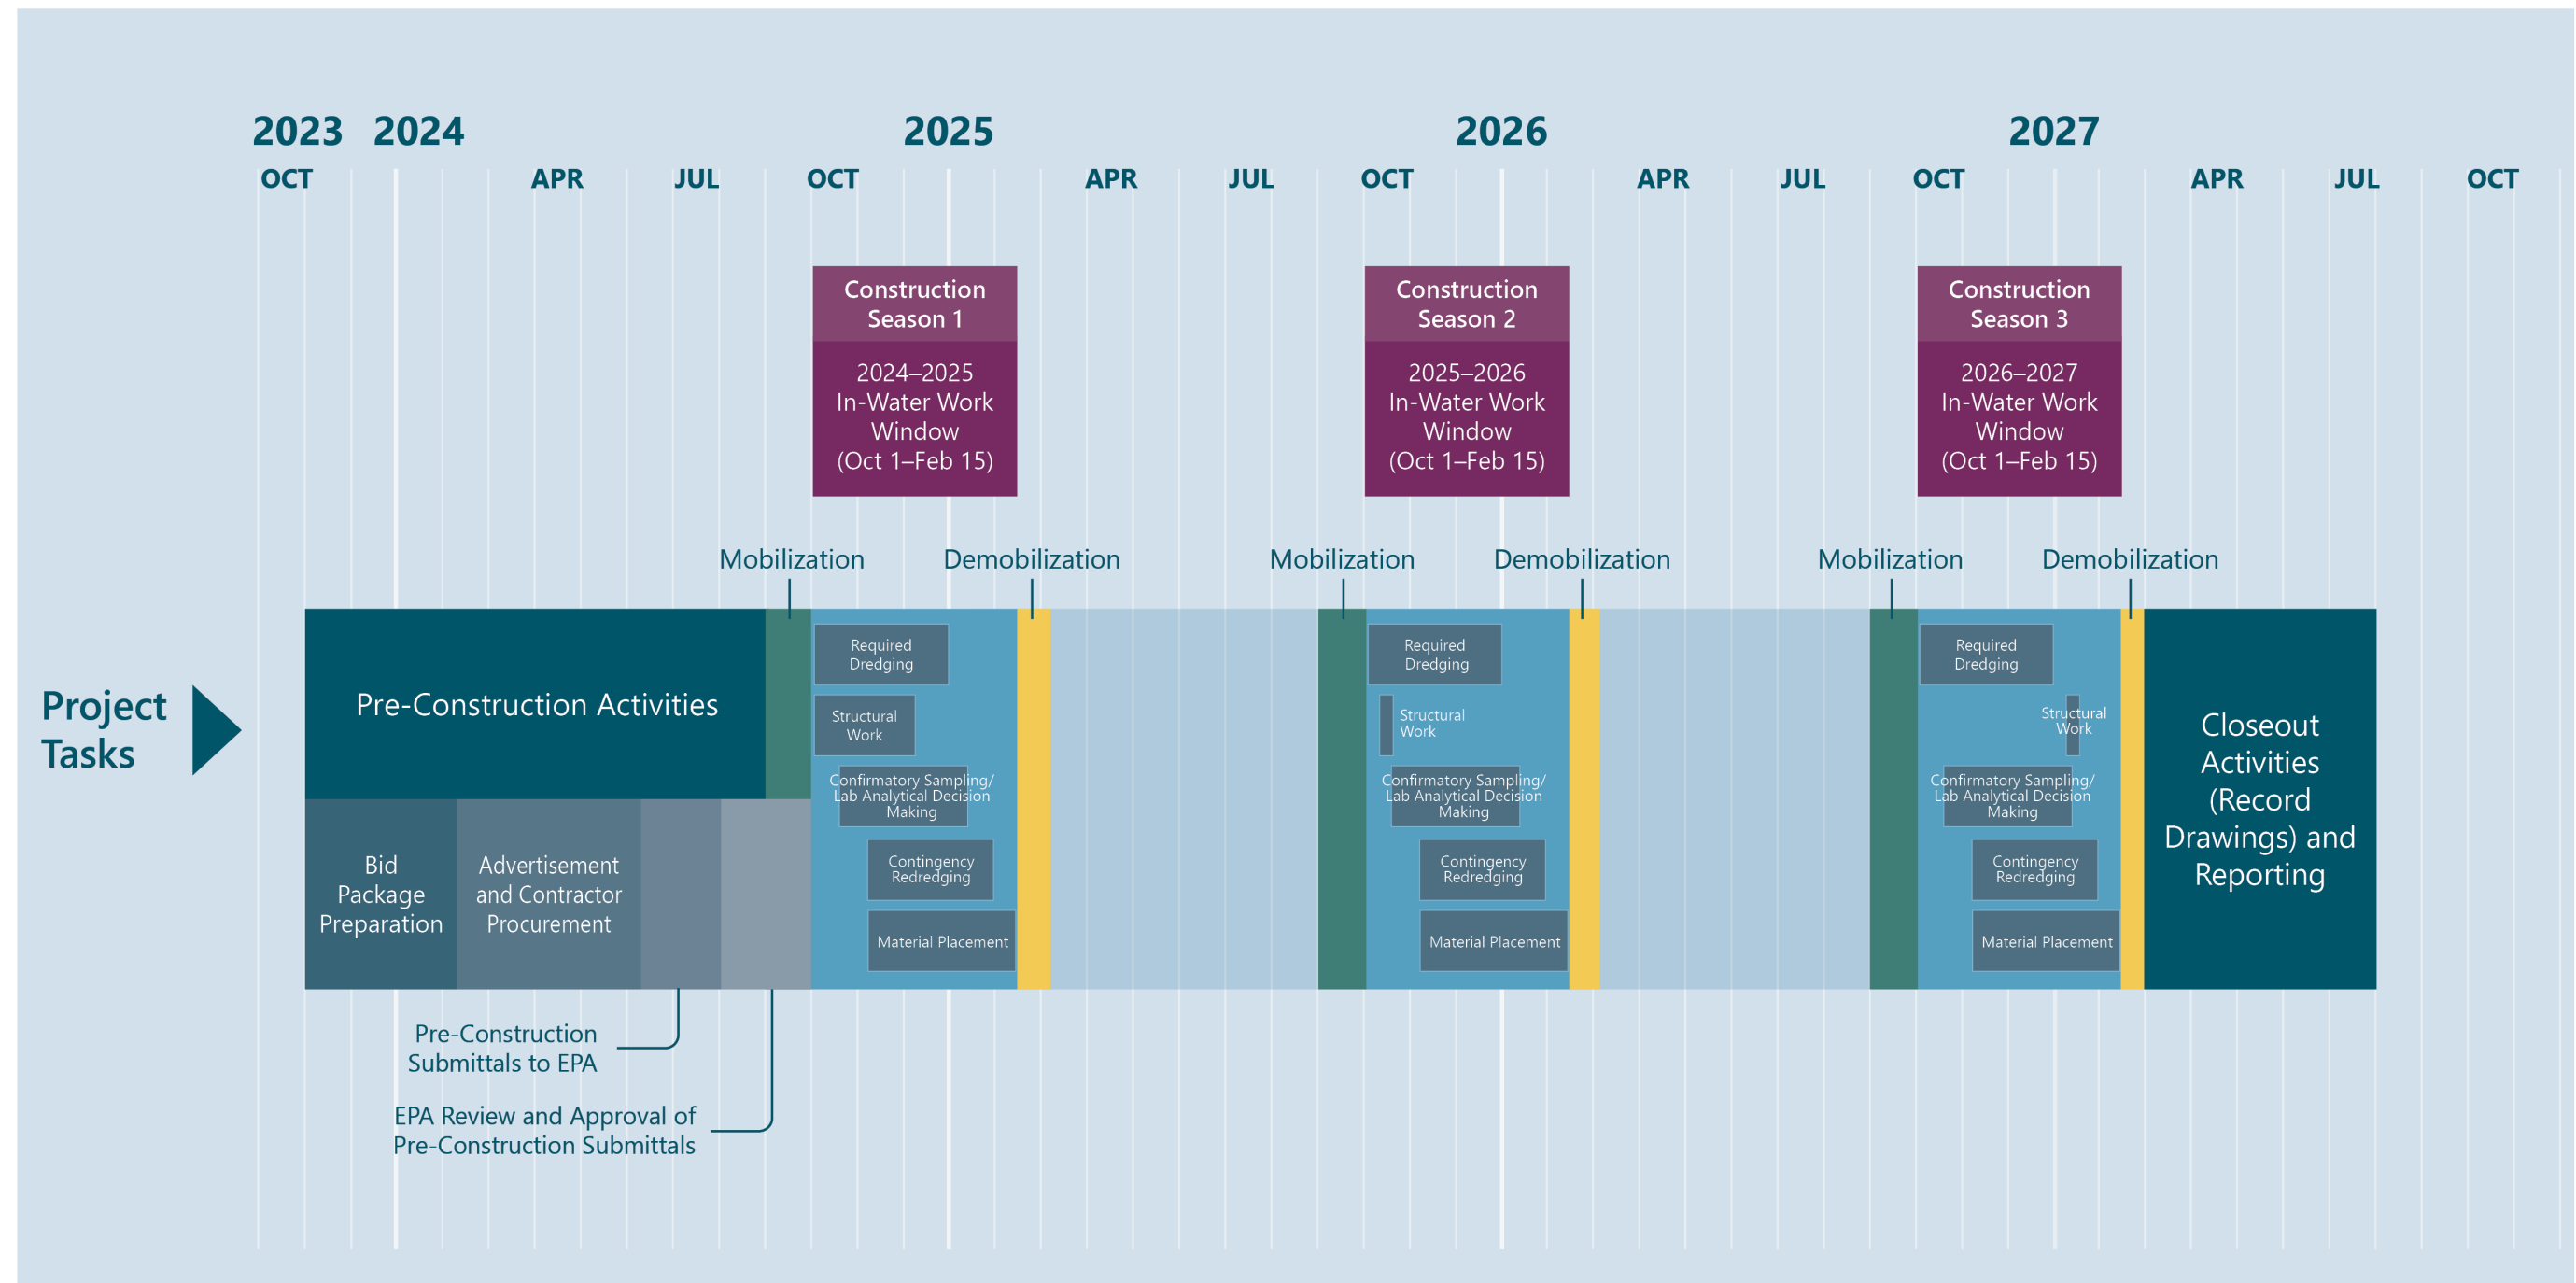 2023 2024 2025 2026 2027
OCT APR JUL OCT APR JUL OCT APR JUL OCT APR JUL OCT
Construction
Season 1
2024–2025
In-Water Work
Window
(Oct 1–Feb 15)
Construction
Season 2
2025–2026
In-Water Work
Window
(Oct 1–Feb 15)
Construction
Season 3
2026–2027
In-Water Work
Window
(Oct 1–Feb 15)
Mobilization Demobilization Mobilization Demobilization Mobilization Demobilization
Project
Tasks
Pre-Construction Activities
Bid
Package
Preparation
Advertisement
and Contractor
Procurement
Required
Dredging
Structural
Work
Confirmatory Sampling/
Lab Analytical Decision
Making
Contingency
Redredging
Material Placement
Required
Dredging
Structural
Work
Confirmatory Sampling/
Lab Analytical Decision
Making
Contingency
Redredging
Material Placement
Required
Dredging
Structural
Work
Confirmatory Sampling/
Lab Analytical Decision
Making
Contingency
Redredging
Material Placement
Closeout
Activities
(Record
Drawings) and
Reporting
Pre-Construction
Submittals to EPA
EPA Review and Approval of
Pre-Construction Submittals